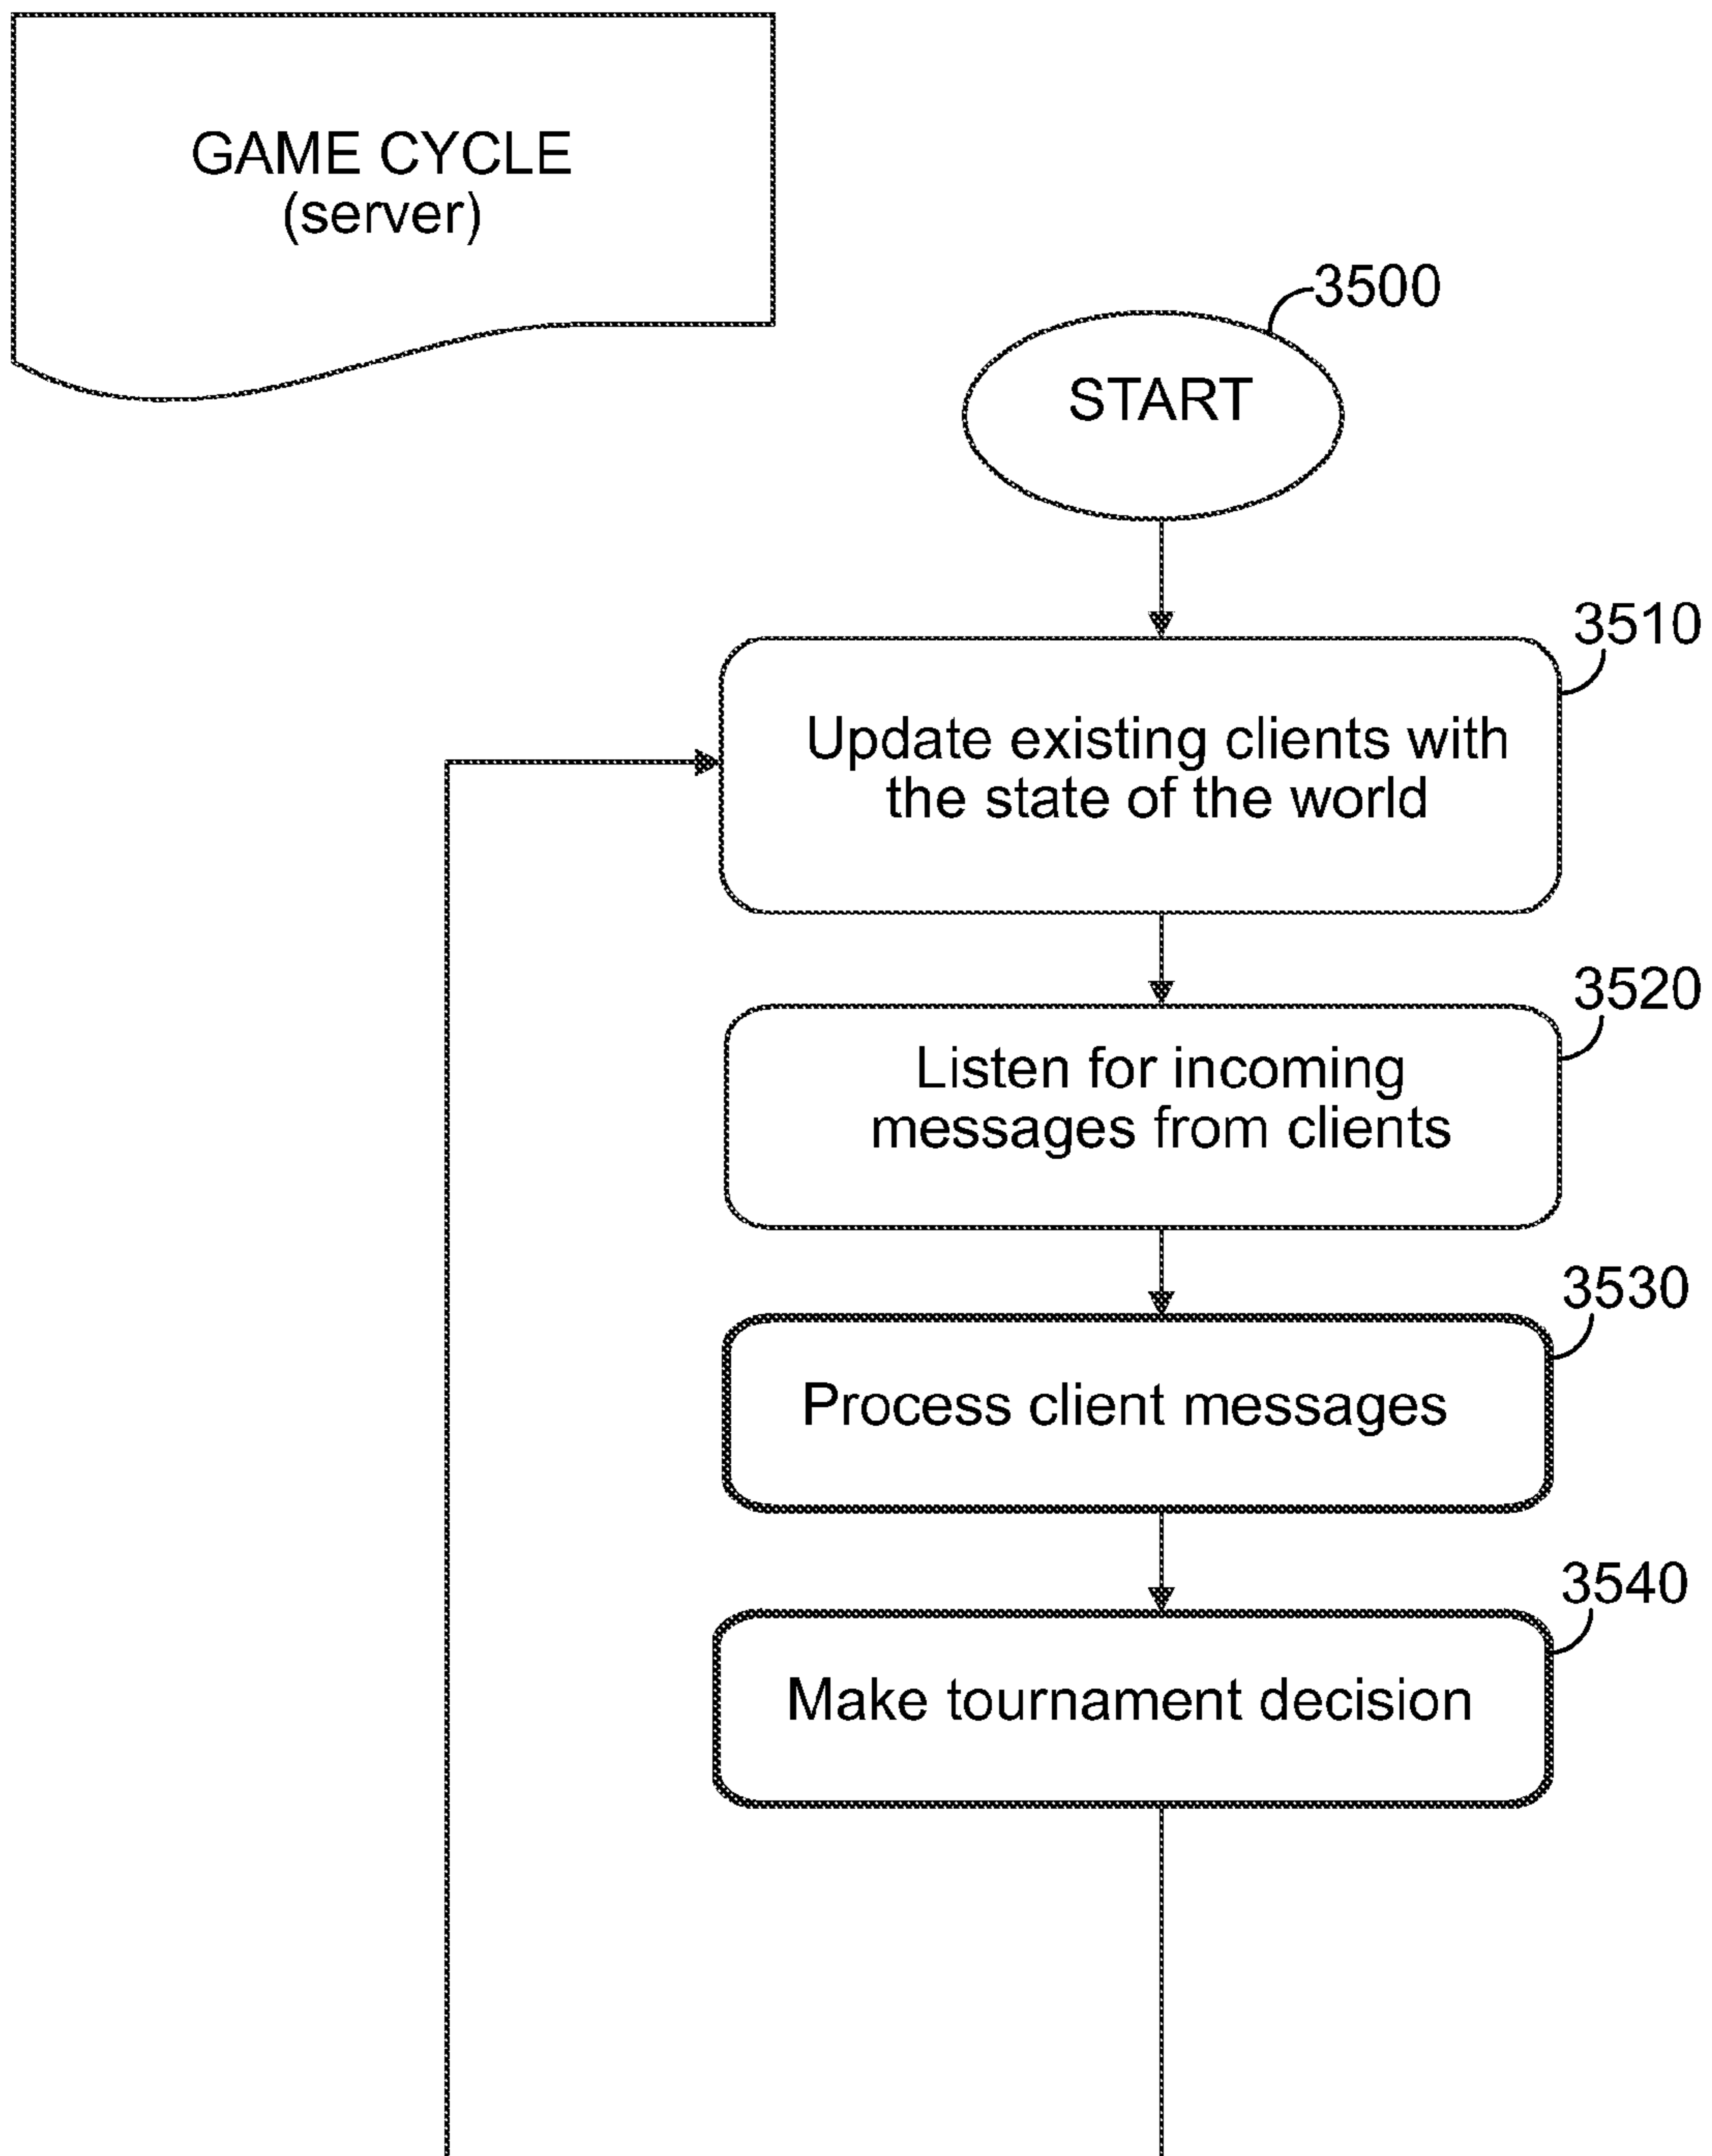 GAME CYCLE
(server)
3500
START
3510
Update existing clients with
the state of the world
3520
Listen for incoming
messages from clients
3530
Process client messages
3540
Make tournament decision